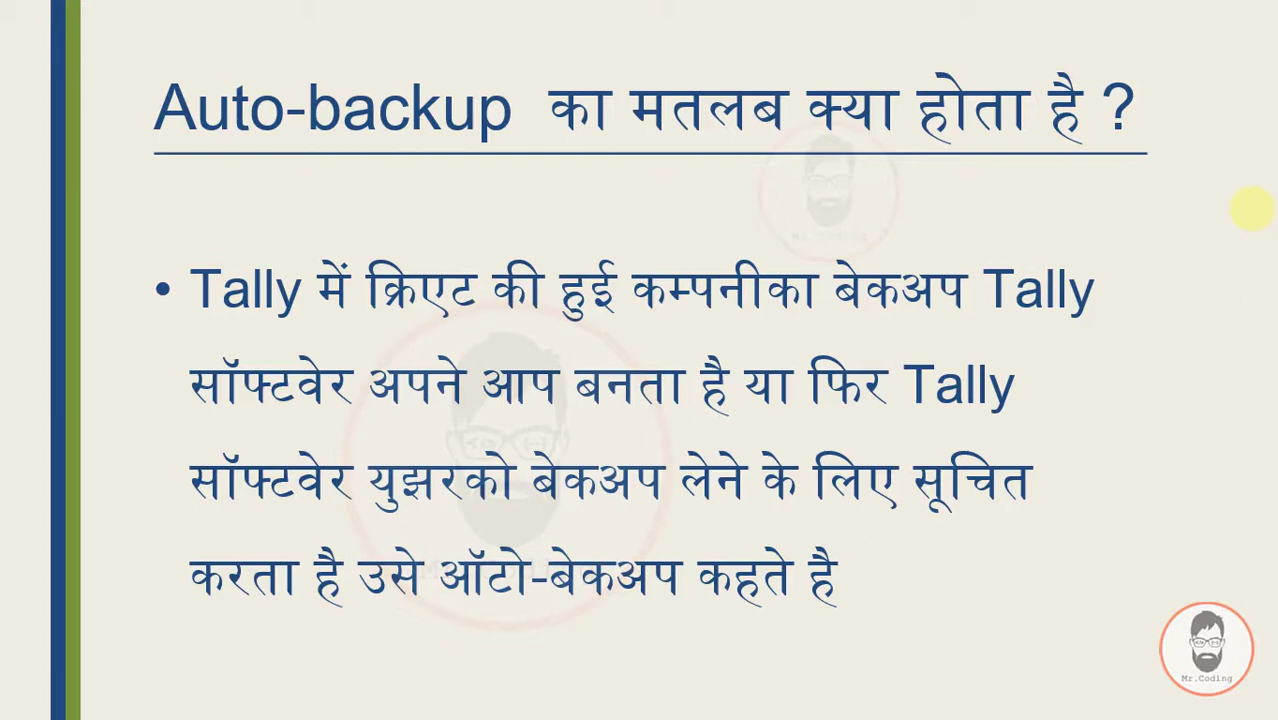 Auto-backup का मतलब क्या होता है ?
• Tally में क्रिएट की हुई कम्पनीका बेकअप Tally
सॉफ्टवेर अपने आप बनता है या फिर Tally
सॉफ्टवेर युझरको बेकअप लेने के लिए सूचित
करता है उसे ऑटो-बेकअप कहते है
Mr.Coding